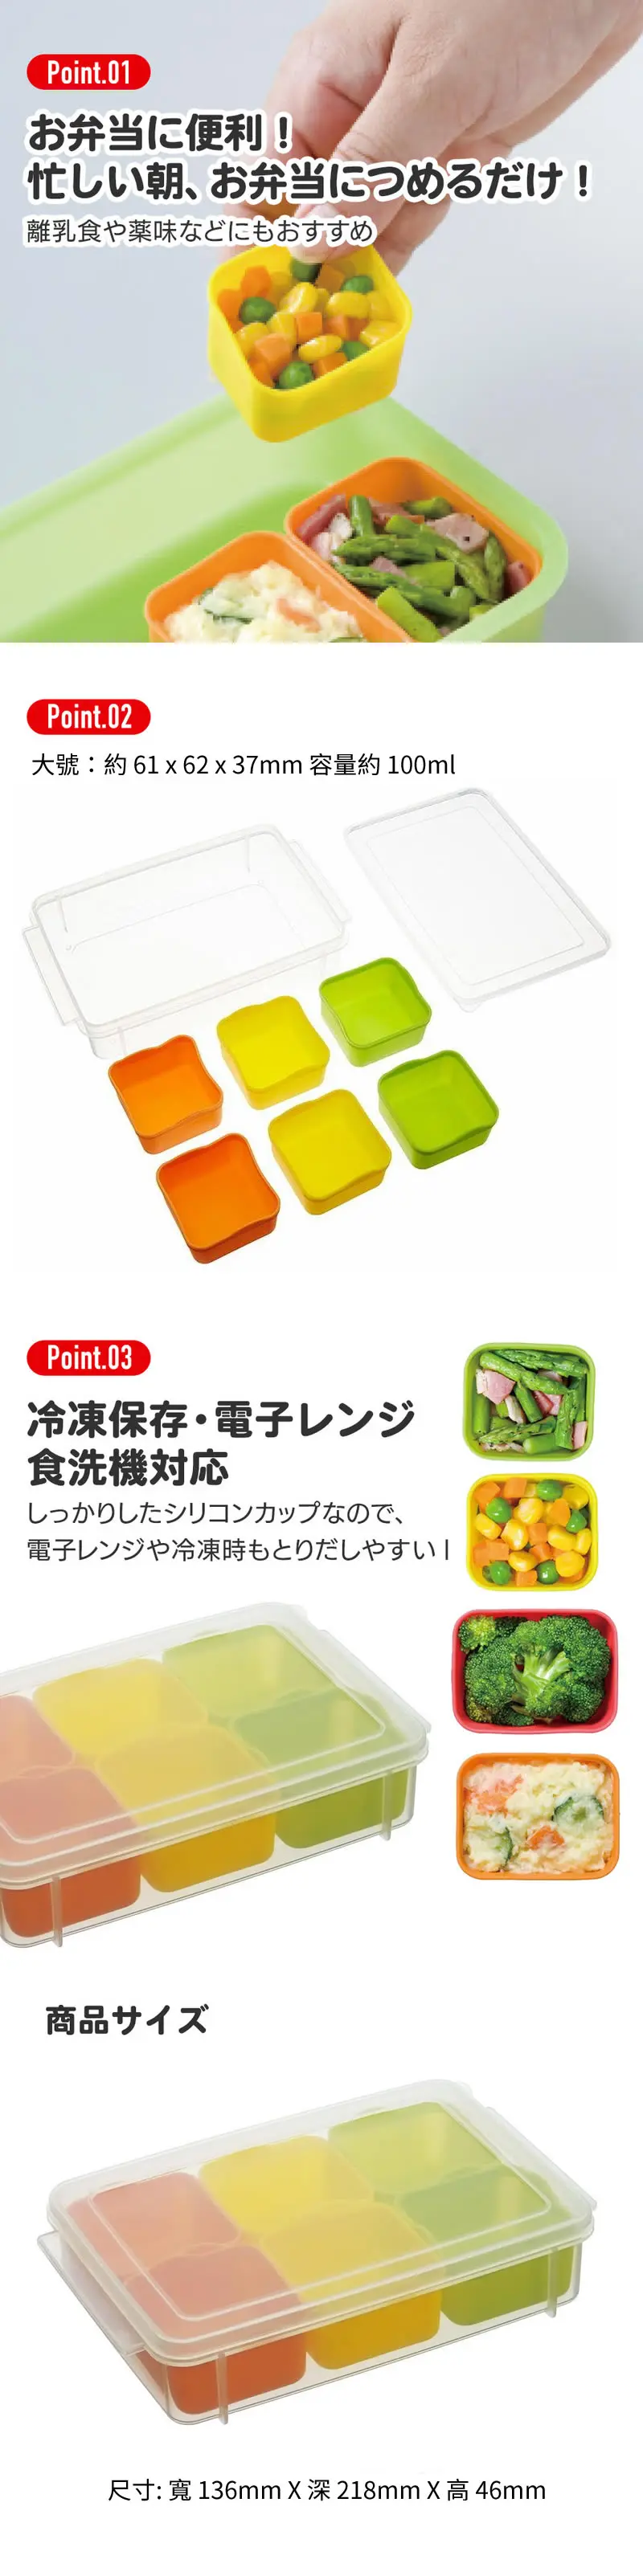 Point.01
お弁当に便利！
忙しい朝、お弁当につめるだけ！
離乳食や薬味などにもおすすめ
Point.02
大號：約 61 x 62 x 37mm 容量約 100ml
Point.03
冷凍保存・電子レンジ
食洗機対応
しっかりしたシリコンカップなので、
電子レンジや冷凍時もとりだしやすい
商品サイズ
尺寸: 寬 136mm X 深 218mm X 高 46mm